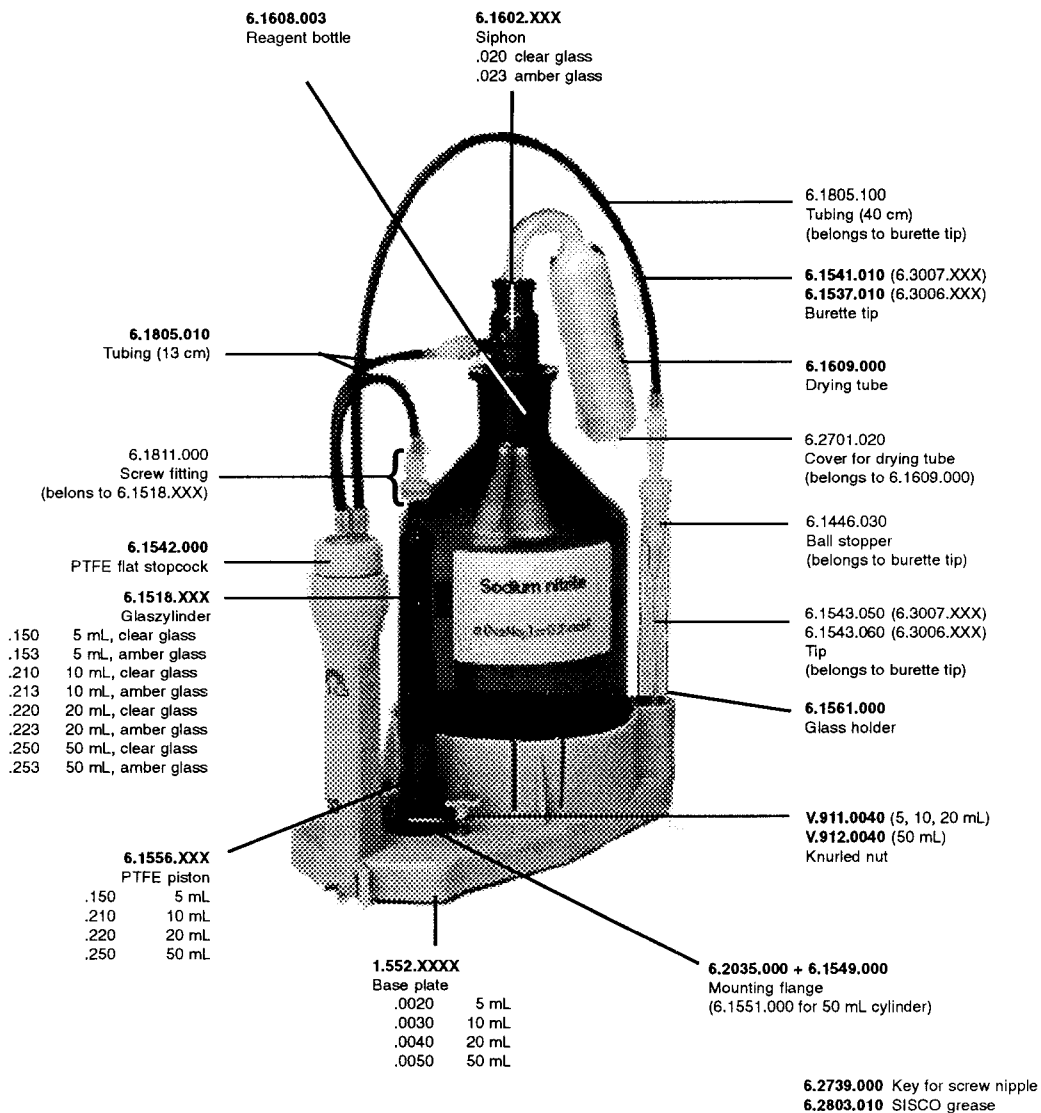 6.1608.003
Reagent bottle
6.1602.XXX
Siphon
.020 clear glass
.023 amber glass
6.1805.100
Tubing (40 cm)
(belongs to burette tip)
6.1541.010 (6.3007.XXX)
6.1537.010 (6.3006.XXX)
Burette tip
6.1805.010
Tubing (13 cm)
6.1609.000
Drying tube
6.1811.000
Screw fitting
(belons to 6.1518.XXX)
6.2701.020
Cover for drying tube
(belongs to 6.1609.000)
6.1446.030
Ball stopper
(belongs to burette tip)
6.1542.000
PTFE flat stopcock
6.1518.XXX
Glaszylinder
.150 5 mL, clear glass
.153 5 mL, amber glass
.210 10 mL, clear glass
.213 10 mL, amber glass
.220 20 mL, clear glass
.223 20 mL, amber glass
.250 50 mL, clear glass
.253 50 mL, amber glass
Sodium nitrite
6.1543.050 (6.3007.XXX)
6.1543.060 (6.3006.XXX)
Tip
(belongs to burette tip)
6.1561.000
Glass holder
V.911.0040 (5, 10, 20 mL)
V.912.0040 (50 mL)
Knurled nut
6.1556.XXX
PTFE piston
.150 5 mL
.210 10 mL
.220 20 mL
.250 50 mL
1.552.XXXX
Base plate
.0020 5 mL
.0030 10 mL
.0040 20 mL
.0050 50 mL
6.2035.000 + 6.1549.000
Mounting flange
(6.1551.000 for 50 mL cylinder)
6.2739.000 Key for screw nipple
6.2803.010 SISCO grease